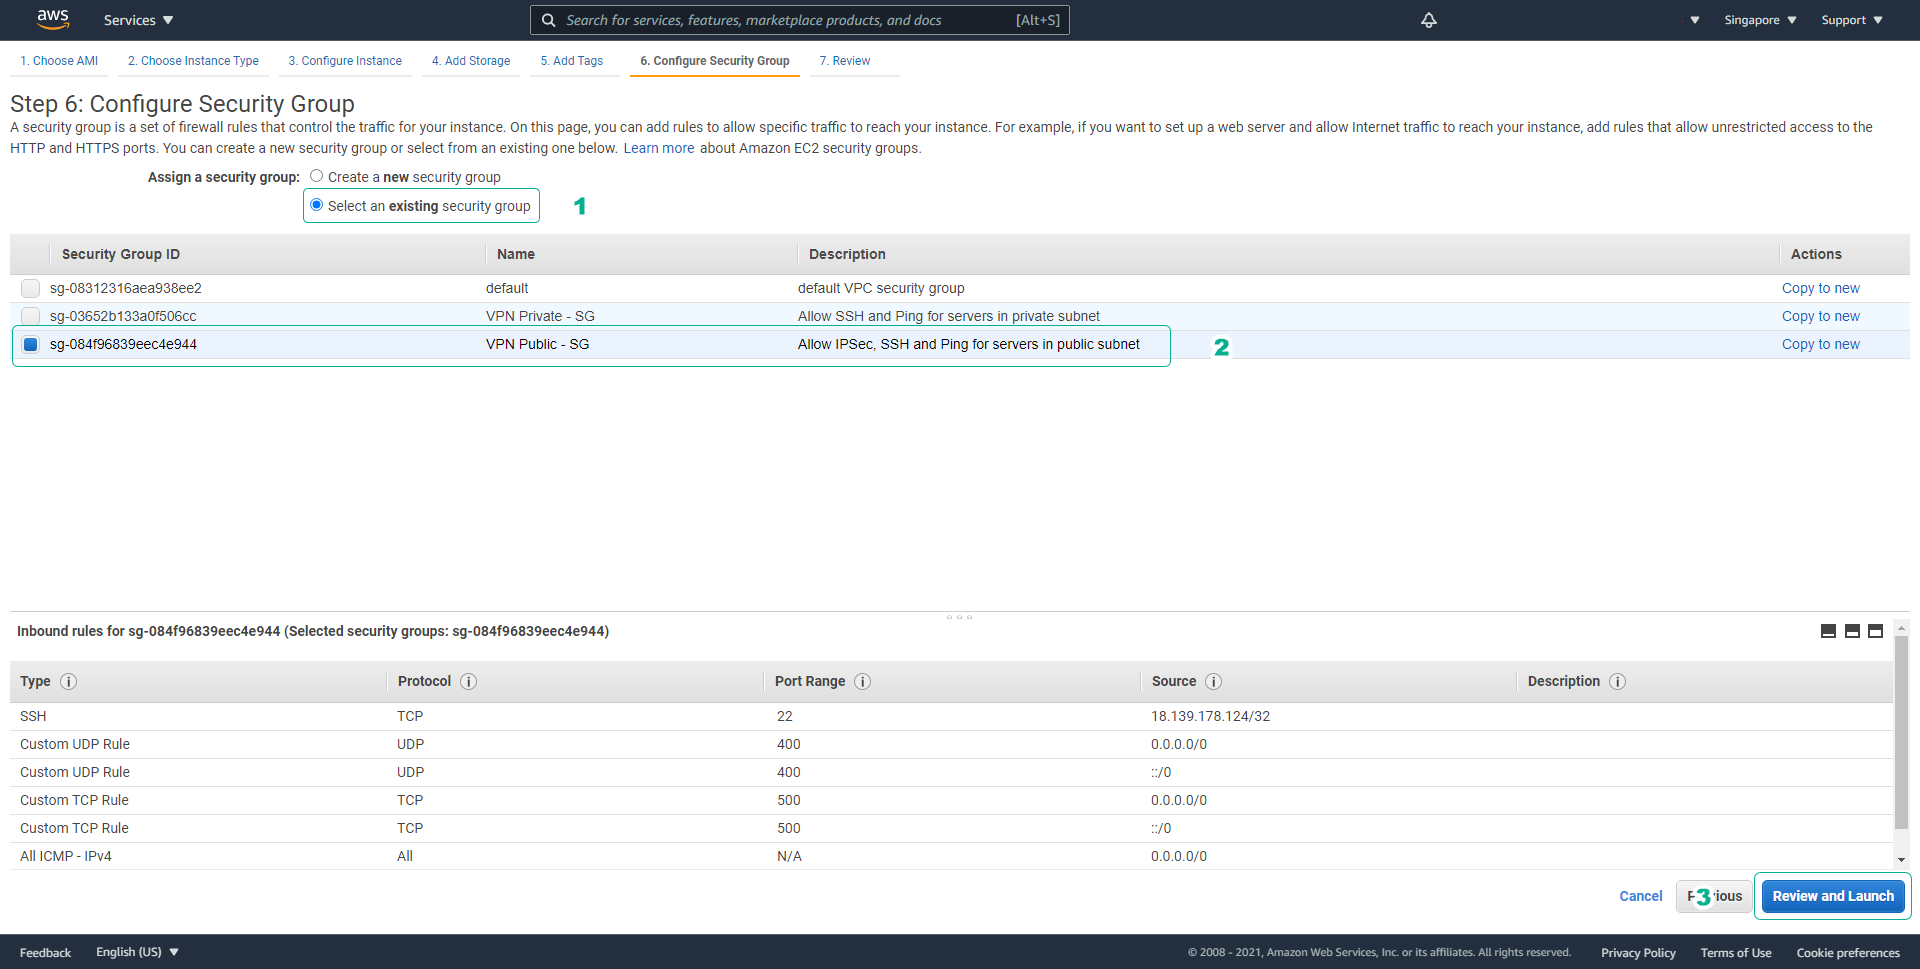 aws Services Search for services, features, marketplace products, and docs [Alt+S] Singapore Support
1. Choose AMI 2. Choose Instance Type 3. Configure Instance 4. Add Storage 5. Add Tags 6. Configure Security Group 7. Review
Step 6: Configure Security Group
A security group is a set of firewall rules that control the traffic for your instance. On this page, you can add rules to allow specific traffic to reach your instance. For example, if you want to set up a web server and allow Internet traffic to reach your instance, add rules that allow unrestricted access to the
HTTP and HTTPS ports. You can create a new security group or select from an existing one below. Learn more about Amazon EC2 security groups.
Assign a security group: Create a new security group
Select an existing security group 1
Security Group ID Name Description Actions
sg-08312316aea938ee2 default default VPC security group Copy to new
sg-03652b133a0f506cc VPN Private - SG Allow SSH and Ping for servers in private subnet Copy to new
sg-084f96839eec4e944 VPN Public - SG Allow IPSec, SSH and Ping for servers in public subnet 2 Copy to new
Inbound rules for sg-084f96839eec4e944 (Selected security groups: sg-084f96839eec4e944)
Type Protocol Port Range Source Description
SSH TCP 22 18.139.178.124/32
Custom UDP Rule UDP 400 0.0.0.0/0
Custom UDP Rule UDP 400 ::/0
Custom TCP Rule TCP 500 0.0.0.0/0
Custom TCP Rule TCP 500 ::/0
All ICMP - IPv4 All N/A 0.0.0.0/0
Cancel 3 Review and Launch
Feedback English (US) © 2008 - 2021, Amazon Web Services, Inc. or its affiliates. All rights reserved. Privacy Policy Terms of Use Cookie preferences